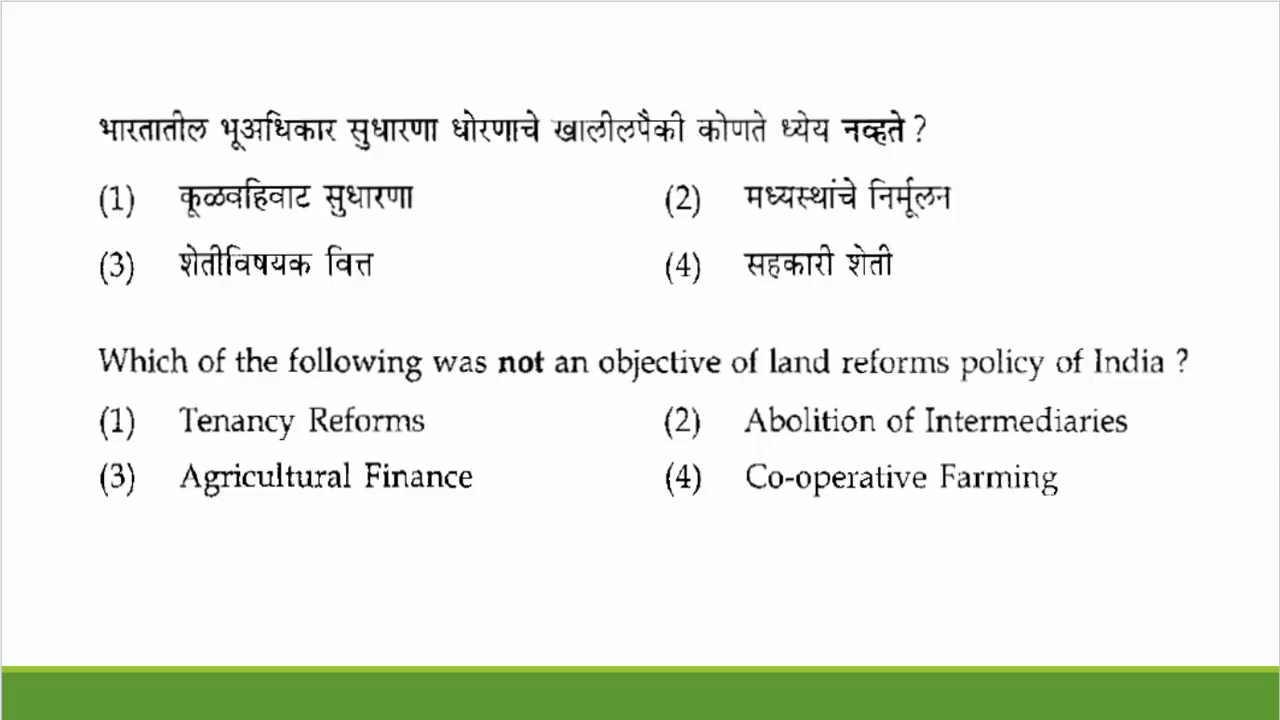 भारतातील भूअधिकार सुधारणा धोरणाचे खालीलपैकी कोणते ध्येय नव्हते ?
(1) कूळवहिवाट सुधारणा (2) मध्यस्थांचे निर्मूलन
(3) शेतीविषयक वित्त (4) सहकारी शेती
Which of the following was not an objective of land reforms policy of India ?
(1) Tenancy Reforms (2) Abolition of Intermediaries
(3) Agricultural Finance (4) Co-operative Farming